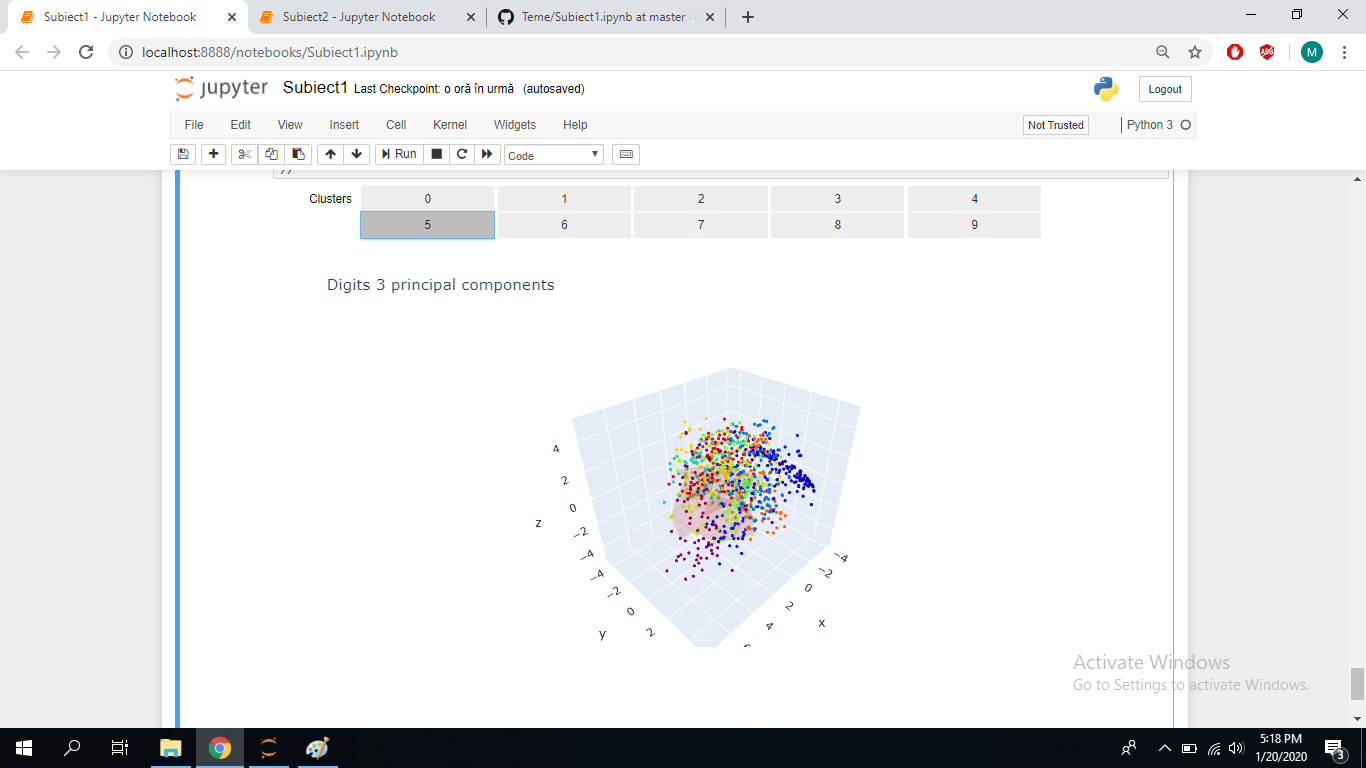 Subiect1 - Jupyter Notebook
Subiect2 - Jupyter Notebook
Teme/Subiect1.ipynb at master ·
localhost:8888/notebooks/Subiect1.ipynb
ADB
M
jupyter Subiect1 Last Checkpoint: o oră în urmă (autosaved)
Logout
File Edit View Insert Cell Kernel Widgets Help
Not Trusted
Python 3
Run
Code
Clusters 0 1 2 3 4
5 6 7 8 9
Digits 3 principal components
4
2
0
−2
−4
z
−4
−2
0
2
y
−4
−2
0
2
4
x
Activate Windows
Go to Settings to activate Windows.
5:18 PM
1/20/2020
3